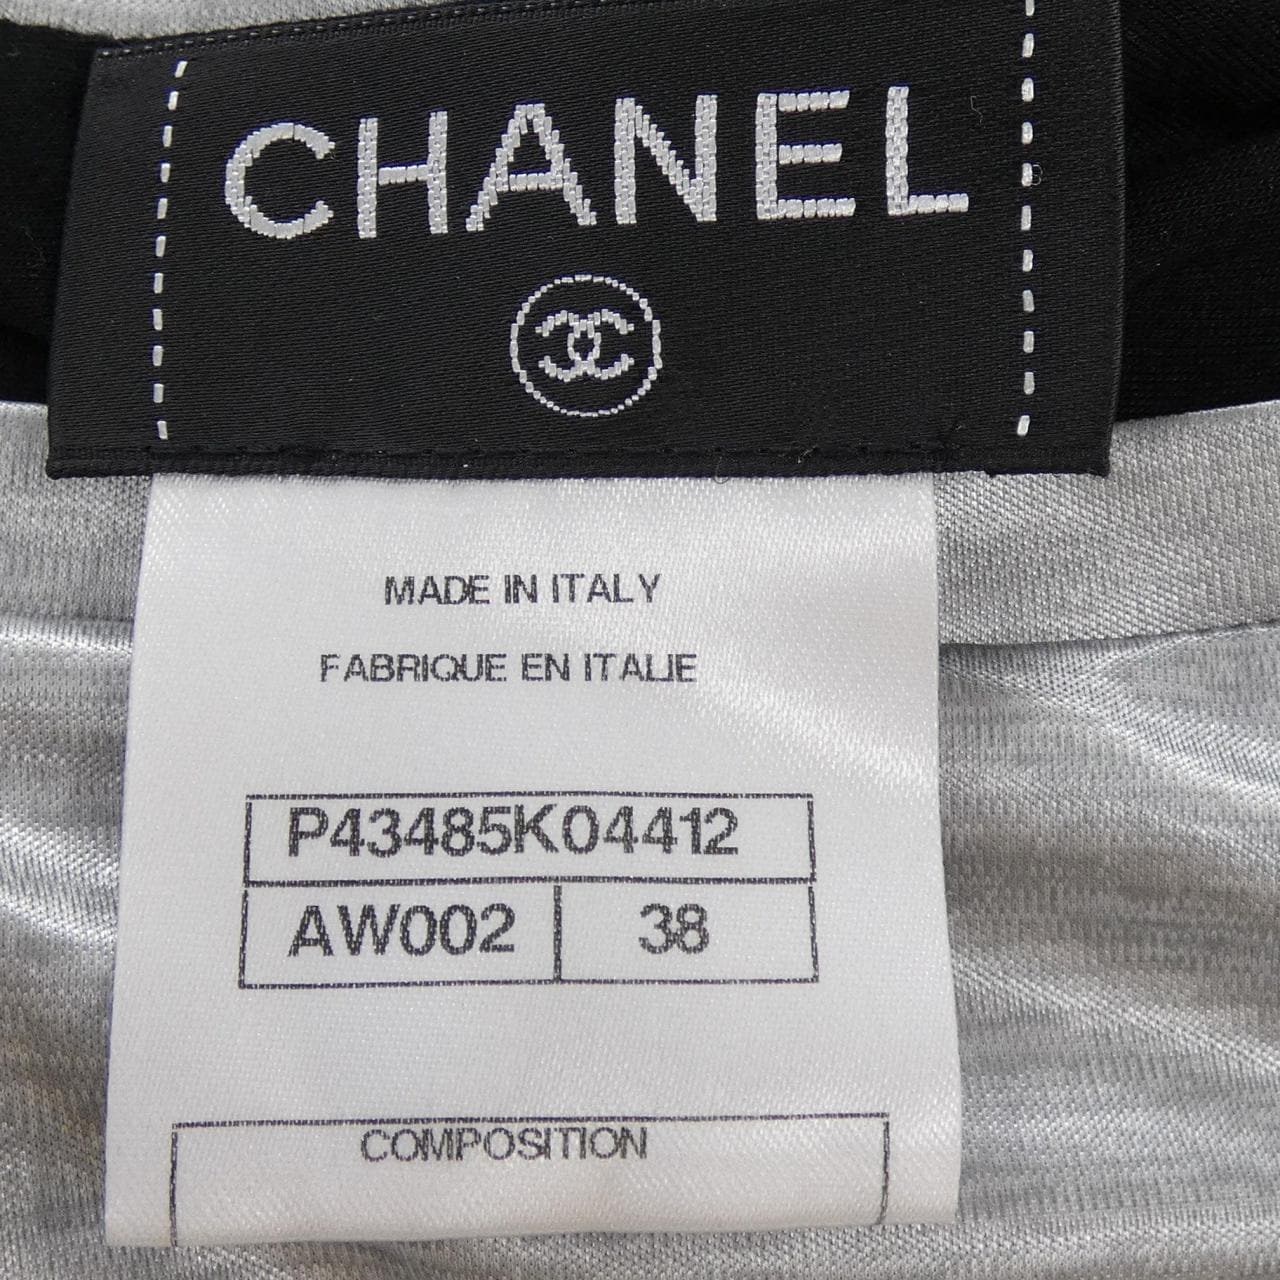 CHANEL
MADE IN ITALY
FABRIQUE EN ITALIE
P43485K04412
AW002 38
COMPOSITION